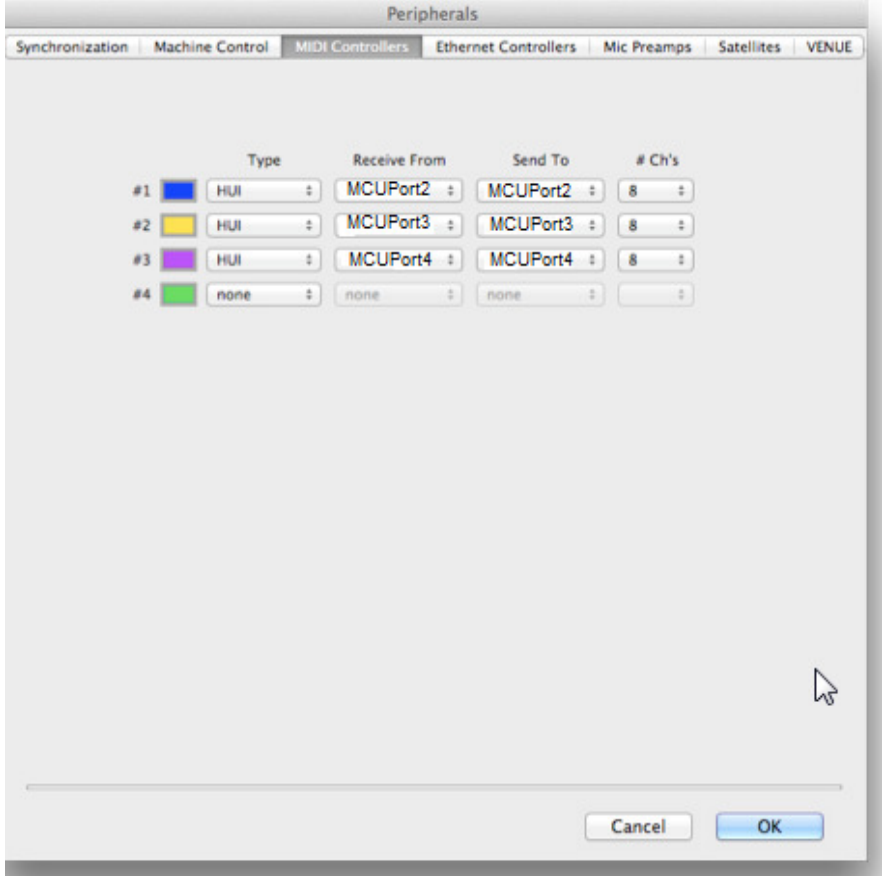 Peripherals
Synchronization Machine Control MIDI Controllers Ethernet Controllers Mic Preamps Satellites VENUE
Type Receive From Send To # Ch's
#1 HUI MCUPort2 MCUPort2 8
#2 HUI MCUPort3 MCUPort3 8
#3 HUI MCUPort4 MCUPort4 8
#4 none none none
Cancel OK